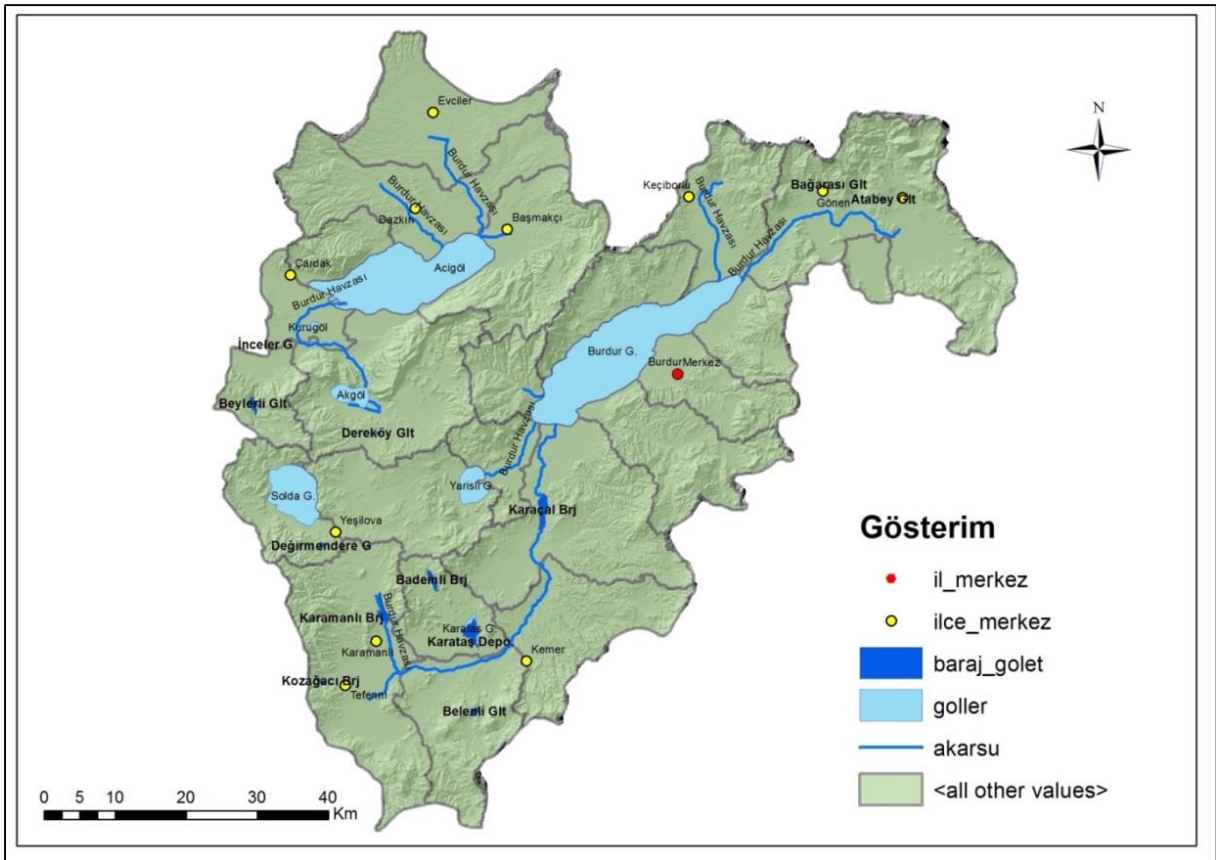 Evciler
N
Burdur Havzası
Keçiborlu
Burdur Havzası
Bağarası Glt
Gönen
Atabey Glt
Burdur Havzası
Dazkırı
Başmakçı
Burdur Havzası
Acigöl
Çardak
Burdur Havzası
Kurugöl
İnceler G
Burdur G.
BurdurMerkez
Akgöl
Beylerli Glt
Dereköy Glt
Burdur Havzası
Yarisli G.
Solda G.
Karaçal Brj
Yeşilova
Değirmendere G
Bademli Brj
Burdur Havzası
Karamanlı Brj
Karataş G.
Karataş Depo.
Karamanlı
Kemer
Kozağacı Brj
Tefenni
Belenli Glt
Gösterim
il_merkez
ilce_merkez
baraj_golet
goller
akarsu
<all other values>
0 5 10 20 30 40
Km